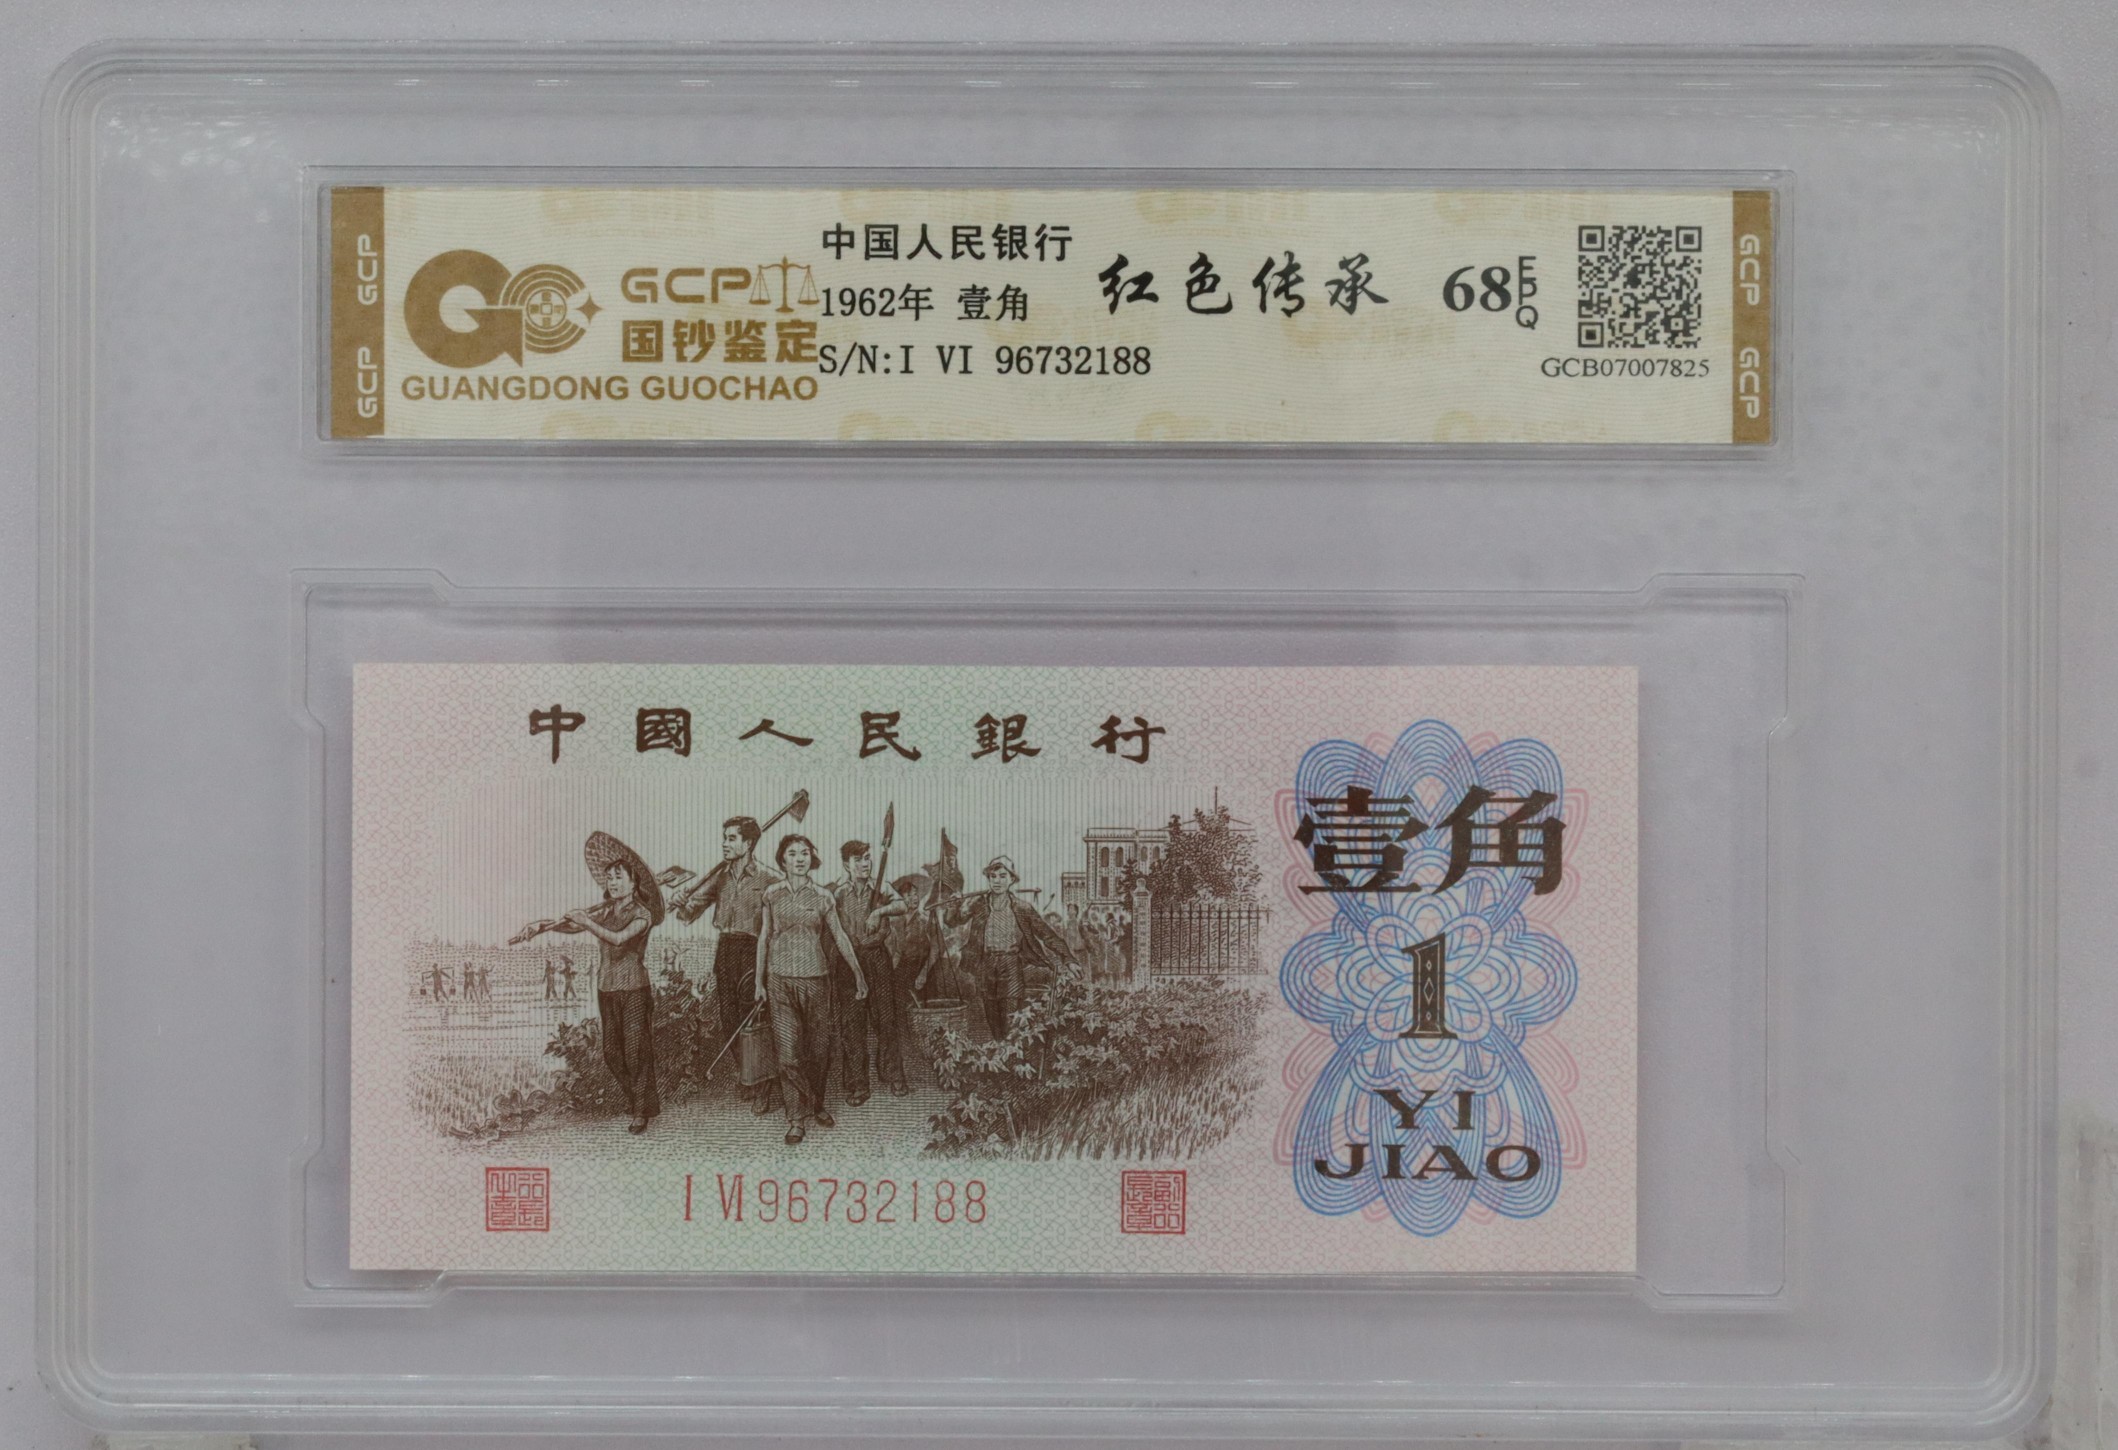 GCP GCP
GCP
国钞鉴定
GUANGDONG GUOCHAO
中国人民银行
1962年 壹角
S/N:I VI 96732188
红色传承
68 EPQ
GCB07007825
GCP GCP
中國人民銀行
壹角
1
YI
JIAO
I VI 96732188